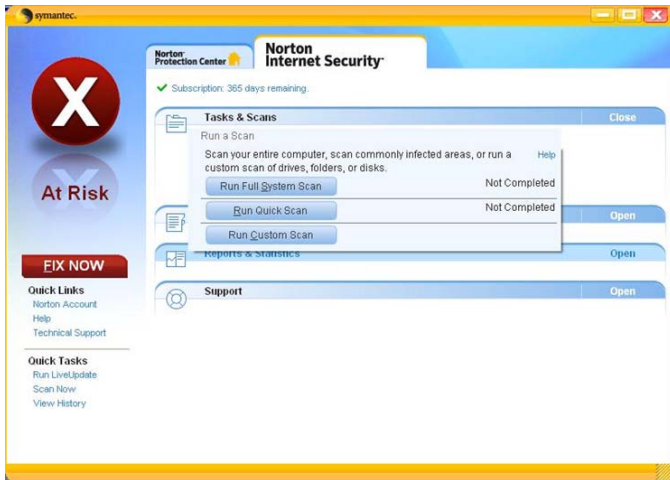 symantec.
Norton
Protection Center
Norton
Internet Security
Subscription: 365 days remaining.
X
At Risk
FIX NOW
Quick Links
Norton Account
Help
Technical Support
Quick Tasks
Run LiveUpdate
Scan Now
View History
Tasks & Scans
Close
Run a Scan
Scan your entire computer, scan commonly infected areas, or run a
custom scan of drives, folders, or disks.
Help
Run Full System Scan
Not Completed
Run Quick Scan
Not Completed
Run Custom Scan
Open
Reports & Statistics
Open
Support
Open